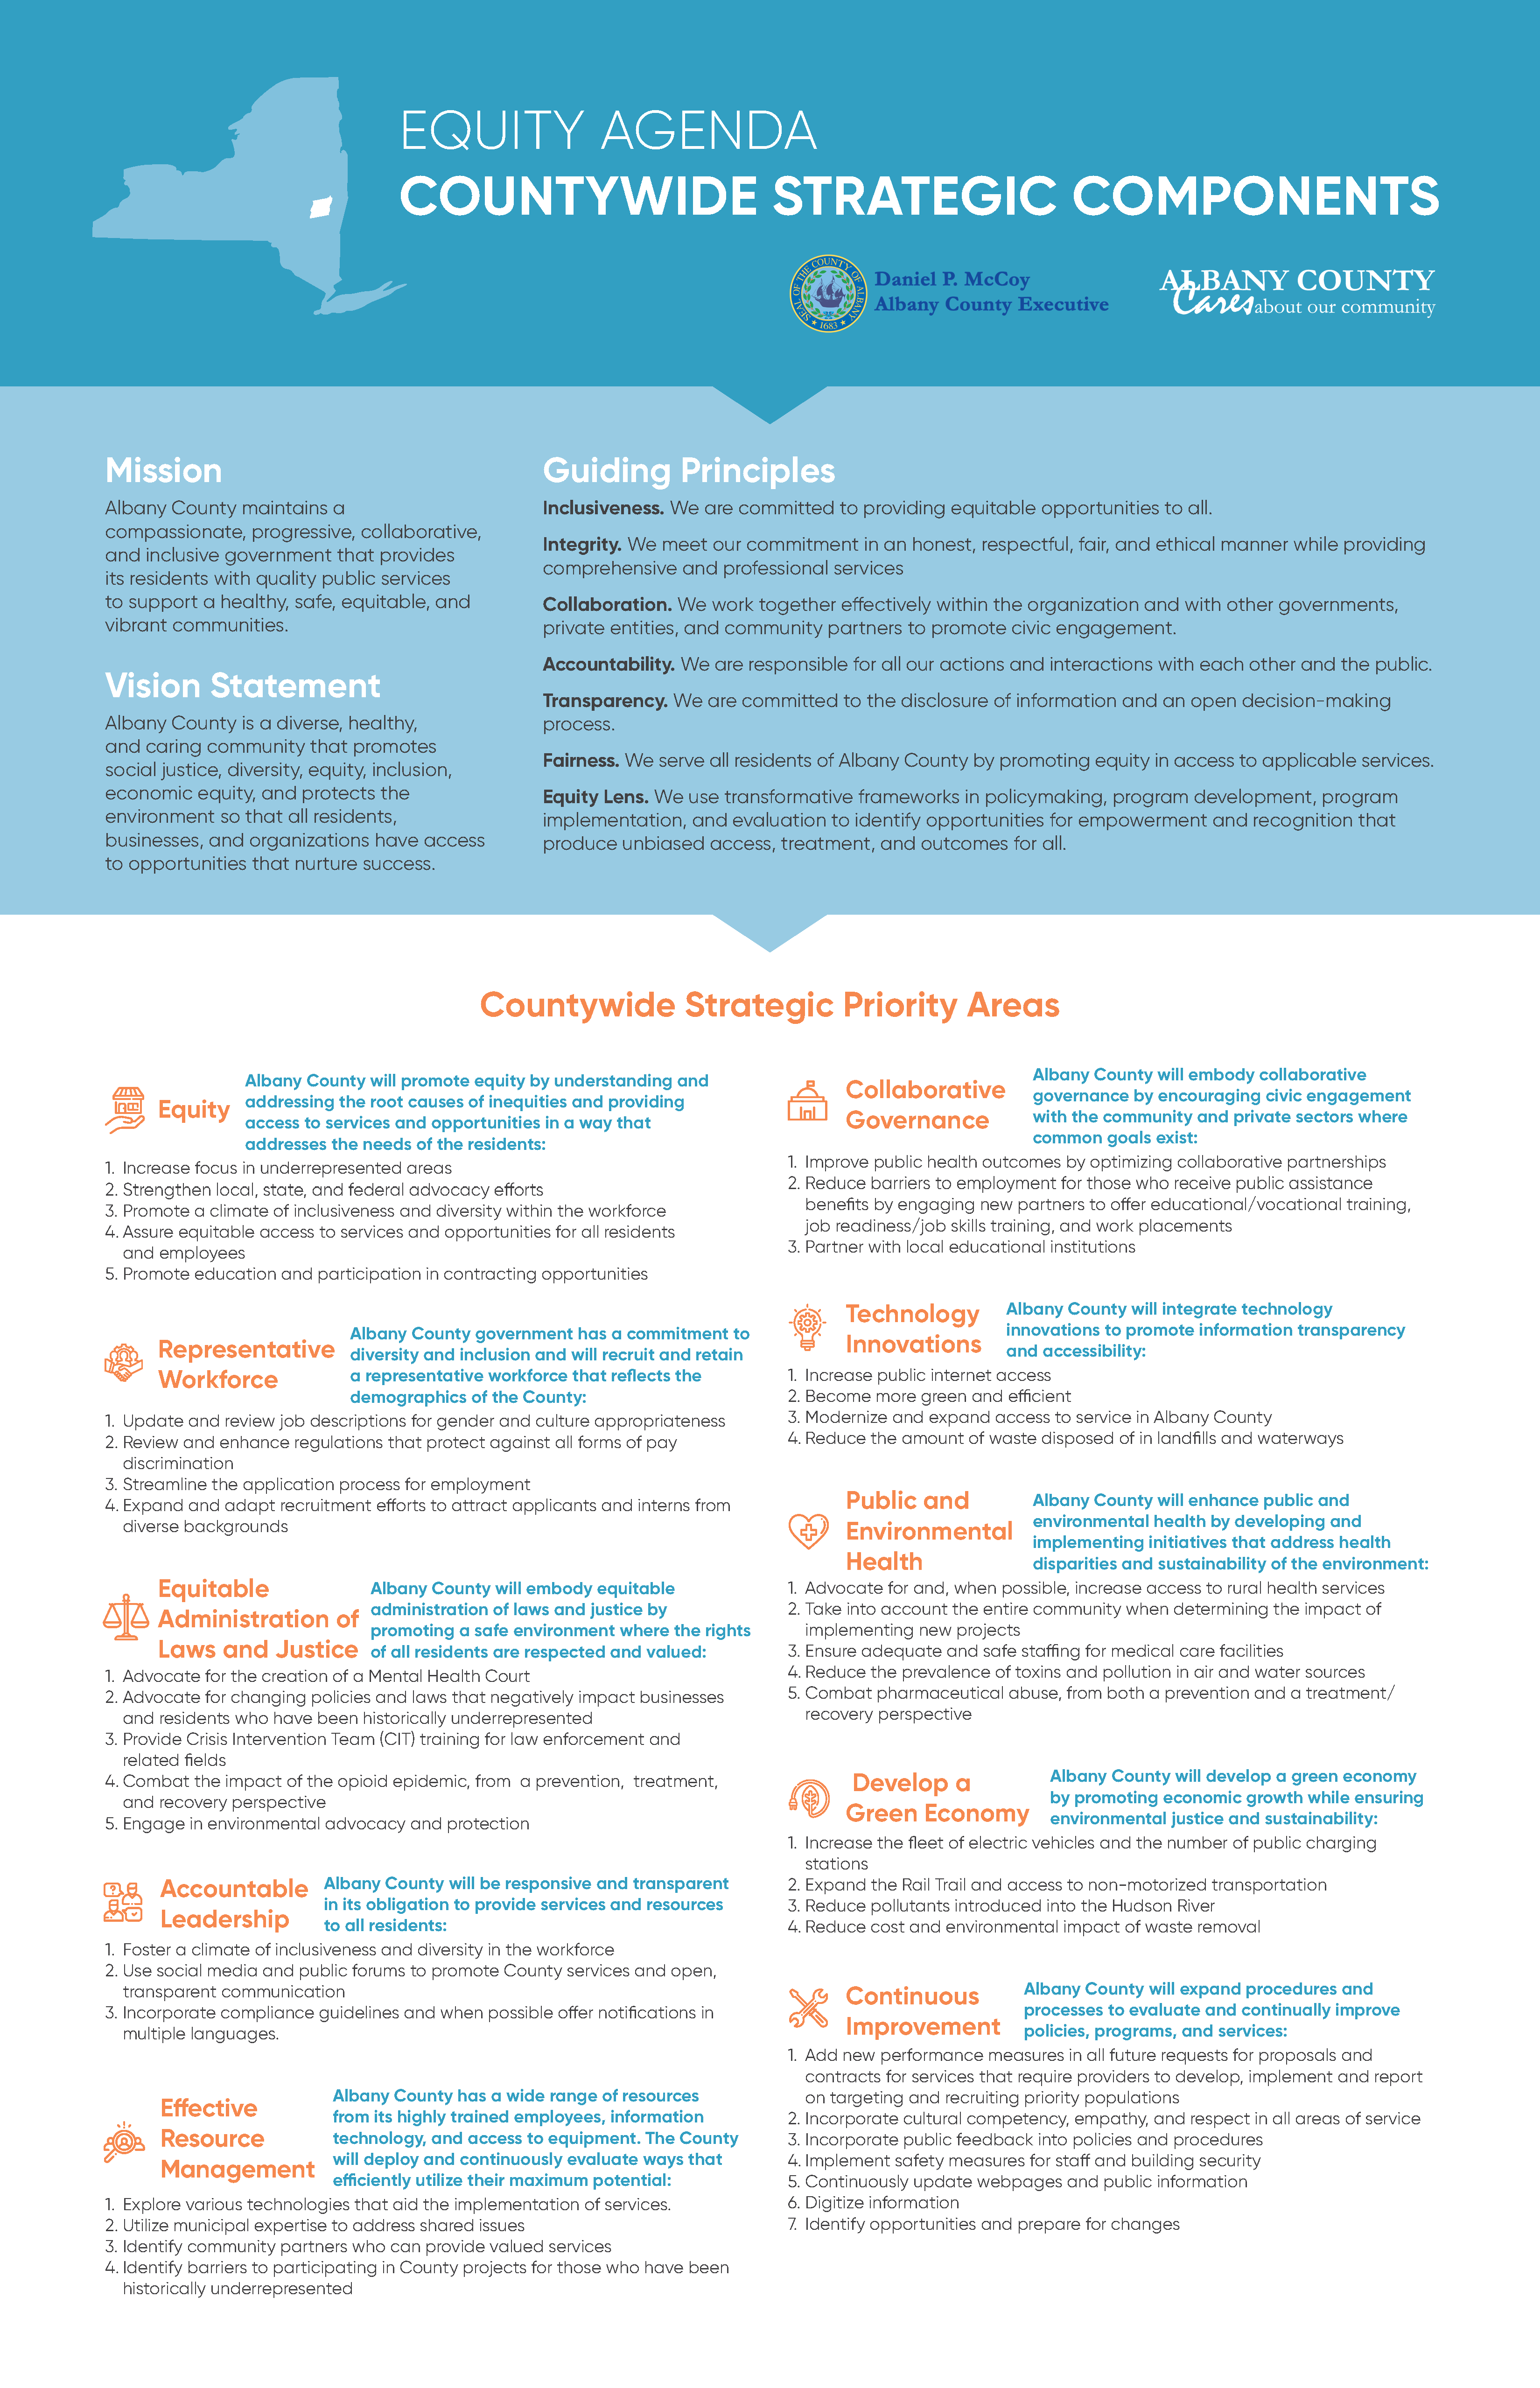 EQUITY AGENDA
COUNTYWIDE STRATEGIC COMPONENTS
SEAL OF THE COUNTY OF ALBANY
1683
Daniel P. McCoy
Albany County Executive
ALBANY COUNTY
Cares about our community
Mission
Albany County maintains a
compassionate, progressive, collaborative,
and inclusive government that provides
its residents with quality public services
to support a healthy, safe, equitable, and
vibrant communities.
Vision Statement
Albany County is a diverse, healthy,
and caring community that promotes
social justice, diversity, equity, inclusion,
economic equity, and protects the
environment so that all residents,
businesses, and organizations have access
to opportunities that nurture success.
Guiding Principles
Inclusiveness. We are committed to providing equitable opportunities to all.
Integrity. We meet our commitment in an honest, respectful, fair, and ethical manner while providing
comprehensive and professional services
Collaboration. We work together effectively within the organization and with other governments,
private entities, and community partners to promote civic engagement.
Accountability. We are responsible for all our actions and interactions with each other and the public.
Transparency. We are committed to the disclosure of information and an open decision-making
process.
Fairness. We serve all residents of Albany County by promoting equity in access to applicable services.
Equity Lens. We use transformative frameworks in policymaking, program development, program
implementation, and evaluation to identify opportunities for empowerment and recognition that
produce unbiased access, treatment, and outcomes for all.
Countywide Strategic Priority Areas
Equity
Albany County will promote equity by understanding and
addressing the root causes of inequities and providing
access to services and opportunities in a way that
addresses the needs of the residents:
1. Increase focus in underrepresented areas
2. Strengthen local, state, and federal advocacy efforts
3. Promote a climate of inclusiveness and diversity within the workforce
4. Assure equitable access to services and opportunities for all residents
and employees
5. Promote education and participation in contracting opportunities
Representative
Workforce
Albany County government has a commitment to
diversity and inclusion and will recruit and retain
a representative workforce that reflects the
demographics of the County:
1. Update and review job descriptions for gender and culture appropriateness
2. Review and enhance regulations that protect against all forms of pay
discrimination
3. Streamline the application process for employment
4. Expand and adapt recruitment efforts to attract applicants and interns from
diverse backgrounds
Equitable
Administration of
Laws and Justice
Albany County will embody equitable
administration of laws and justice by
promoting a safe environment where the rights
of all residents are respected and valued:
1. Advocate for the creation of a Mental Health Court
2. Advocate for changing policies and laws that negatively impact businesses
and residents who have been historically underrepresented
3. Provide Crisis Intervention Team (CIT) training for law enforcement and
related fields
4. Combat the impact of the opioid epidemic, from a prevention, treatment,
and recovery perspective
5. Engage in environmental advocacy and protection
Accountable
Leadership
Albany County will be responsive and transparent
in its obligation to provide services and resources
to all residents:
1. Foster a climate of inclusiveness and diversity in the workforce
2. Use social media and public forums to promote County services and open,
transparent communication
3. Incorporate compliance guidelines and when possible offer notifications in
multiple languages.
Effective
Resource
Management
Albany County has a wide range of resources
from its highly trained employees, information
technology, and access to equipment. The County
will deploy and continuously evaluate ways that
efficiently utilize their maximum potential:
1. Explore various technologies that aid the implementation of services.
2. Utilize municipal expertise to address shared issues
3. Identify community partners who can provide valued services
4. Identify barriers to participating in County projects for those who have been
historically underrepresented
Collaborative
Governance
Albany County will embody collaborative
governance by encouraging civic engagement
with the community and private sectors where
common goals exist:
1. Improve public health outcomes by optimizing collaborative partnerships
2. Reduce barriers to employment for those who receive public assistance
benefits by engaging new partners to offer educational/vocational training,
job readiness/job skills training, and work placements
3. Partner with local educational institutions
Technology
Innovations
Albany County will integrate technology
innovations to promote information transparency
and accessibility:
1. Increase public internet access
2. Become more green and efficient
3. Modernize and expand access to service in Albany County
4. Reduce the amount of waste disposed of in landfills and waterways
Public and
Environmental
Health
Albany County will enhance public and
environmental health by developing and
implementing initiatives that address health
disparities and sustainability of the environment:
1. Advocate for and, when possible, increase access to rural health services
2. Take into account the entire community when determining the impact of
implementing new projects
3. Ensure adequate and safe staffing for medical care facilities
4. Reduce the prevalence of toxins and pollution in air and water sources
5. Combat pharmaceutical abuse, from both a prevention and a treatment/
recovery perspective
Develop a
Green Economy
Albany County will develop a green economy
by promoting economic growth while ensuring
environmental justice and sustainability:
1. Increase the fleet of electric vehicles and the number of public charging
stations
2. Expand the Rail Trail and access to non-motorized transportation
3. Reduce pollutants introduced into the Hudson River
4. Reduce cost and environmental impact of waste removal
Continuous
Improvement
Albany County will expand procedures and
processes to evaluate and continually improve
policies, programs, and services:
1. Add new performance measures in all future requests for proposals and
contracts for services that require providers to develop, implement and report
on targeting and recruiting priority populations
2. Incorporate cultural competency, empathy, and respect in all areas of service
3. Incorporate public feedback into policies and procedures
4. Implement safety measures for staff and building security
5. Continuously update webpages and public information
6. Digitize information
7. Identify opportunities and prepare for changes